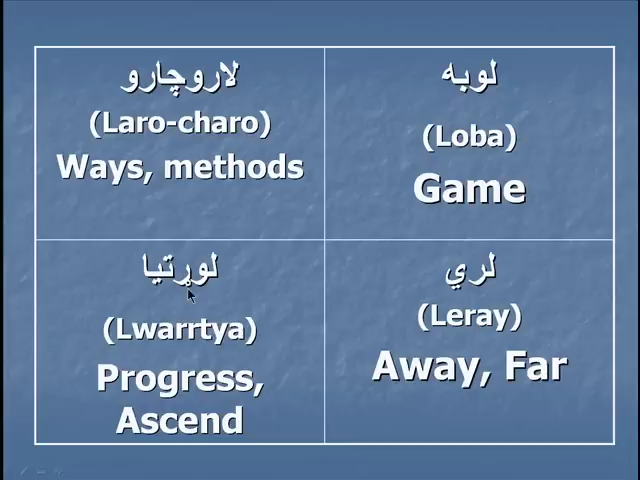 لاروچارو
(Laro-charo)
Ways, methods
لوبه
(Loba)
Game
لوړتيا
(Lwarrtya)
Progress,
Ascend
لري
(Leray)
Away, Far